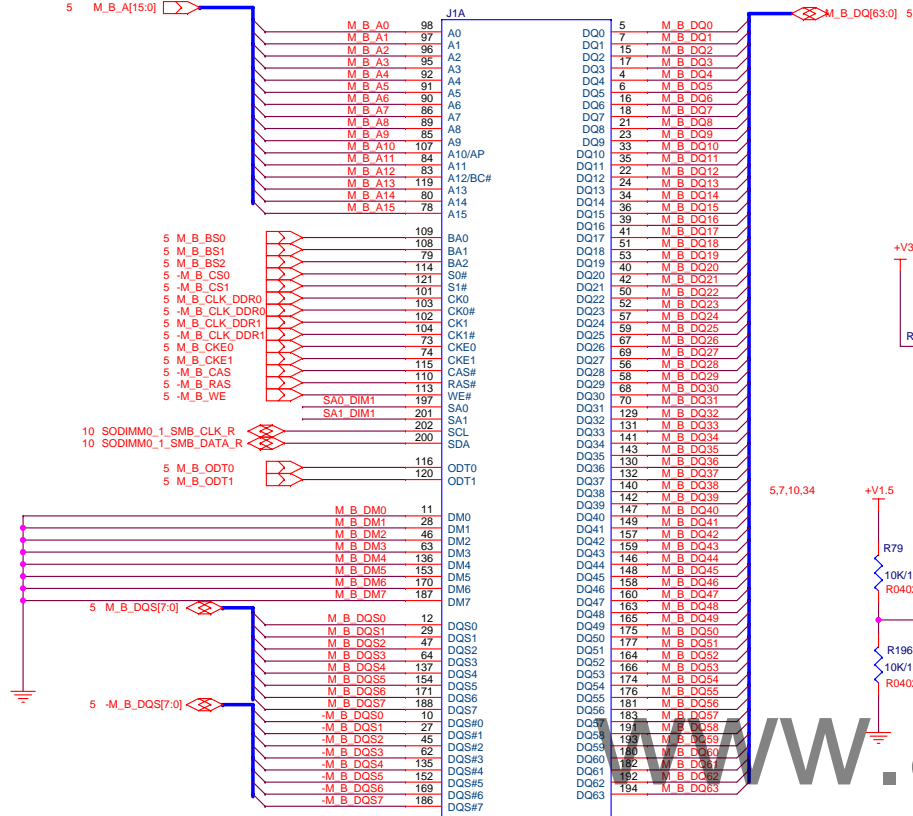 5 M_B_A[15:0]
J1A
M_B_DQ[63:0] 5
M_B_A0 98 A0
M_B_A1 97 A1
M_B_A2 96 A2
M_B_A3 95 A3
M_B_A4 92 A4
M_B_A5 91 A5
M_B_A6 90 A6
M_B_A7 86 A7
M_B_A8 89 A8
M_B_A9 85 A9
M_B_A10 107 A10/AP
M_B_A11 84 A11
M_B_A12 83 A12/BC#
M_B_A13 119 A13
M_B_A14 80 A14
M_B_A15 78 A15
5 M_B_BS0 109 BA0
5 M_B_BS1 108 BA1
5 M_B_BS2 79 BA2
5 -M_B_CS0 114 S0#
5 -M_B_CS1 121 S1#
5 M_B_CLK_DDR0 101 CK0
5 -M_B_CLK_DDR0 103 CK0#
5 M_B_CLK_DDR1 102 CK1
5 -M_B_CLK_DDR1 104 CK1#
5 M_B_CKE0 73 CKE0
5 M_B_CKE1 74 CKE1
5 -M_B_CAS 115 CAS#
5 -M_B_RAS 110 RAS#
5 -M_B_WE 113 WE#
SA0_DIM1 197 SA0
SA1_DIM1 201 SA1
10 SODIMM0_1_SMB_CLK_R 202 SCL
10 SODIMM0_1_SMB_DATA_R 200 SDA
5 M_B_ODT0 116 ODT0
5 M_B_ODT1 120 ODT1
M_B_DM0 11 DM0
M_B_DM1 28 DM1
M_B_DM2 46 DM2
M_B_DM3 63 DM3
M_B_DM4 136 DM4
M_B_DM5 153 DM5
M_B_DM6 170 DM6
M_B_DM7 187 DM7
5 M_B_DQS[7:0]
M_B_DQS0 12 DQS0
M_B_DQS1 29 DQS1
M_B_DQS2 47 DQS2
M_B_DQS3 64 DQS3
M_B_DQS4 137 DQS4
M_B_DQS5 154 DQS5
M_B_DQS6 171 DQS6
M_B_DQS7 188 DQS7
5 -M_B_DQS[7:0]
-M_B_DQS0 10 DQS#0
-M_B_DQS1 27 DQS#1
-M_B_DQS2 45 DQS#2
-M_B_DQS3 62 DQS#3
-M_B_DQS4 135 DQS#4
-M_B_DQS5 152 DQS#5
-M_B_DQS6 169 DQS#6
-M_B_DQS7 186 DQS#7
DQ0 5 M_B_DQ0
DQ1 7 M_B_DQ1
DQ2 15 M_B_DQ2
DQ3 17 M_B_DQ3
DQ4 4 M_B_DQ4
DQ5 6 M_B_DQ5
DQ6 16 M_B_DQ6
DQ7 18 M_B_DQ7
DQ8 21 M_B_DQ8
DQ9 23 M_B_DQ9
DQ10 33 M_B_DQ10
DQ11 35 M_B_DQ11
DQ12 22 M_B_DQ12
DQ13 24 M_B_DQ13
DQ14 34 M_B_DQ14
DQ15 36 M_B_DQ15
DQ16 39 M_B_DQ16
DQ17 41 M_B_DQ17
DQ18 51 M_B_DQ18
DQ19 53 M_B_DQ19
DQ20 40 M_B_DQ20
DQ21 42 M_B_DQ21
DQ22 50 M_B_DQ22
DQ23 52 M_B_DQ23
DQ24 57 M_B_DQ24
DQ25 59 M_B_DQ25
DQ26 67 M_B_DQ26
DQ27 69 M_B_DQ27
DQ28 56 M_B_DQ28
DQ29 58 M_B_DQ29
DQ30 68 M_B_DQ30
DQ31 70 M_B_DQ31
DQ32 129 M_B_DQ32
DQ33 131 M_B_DQ33
DQ34 141 M_B_DQ34
DQ35 143 M_B_DQ35
DQ36 130 M_B_DQ36
DQ37 132 M_B_DQ37
DQ38 140 M_B_DQ38
DQ39 142 M_B_DQ39
DQ40 147 M_B_DQ40
DQ41 149 M_B_DQ41
DQ42 157 M_B_DQ42
DQ43 159 M_B_DQ43
DQ44 146 M_B_DQ44
DQ45 148 M_B_DQ45
DQ46 158 M_B_DQ46
DQ47 160 M_B_DQ47
DQ48 163 M_B_DQ48
DQ49 165 M_B_DQ49
DQ50 175 M_B_DQ50
DQ51 177 M_B_DQ51
DQ52 164 M_B_DQ52
DQ53 166 M_B_DQ53
DQ54 174 M_B_DQ54
DQ55 176 M_B_DQ55
DQ56 181 M_B_DQ56
DQ57 183 M_B_DQ57
DQ58 191 M_B_DQ58
DQ59 193 M_B_DQ59
DQ60 180 M_B_DQ60
DQ61 182 M_B_DQ61
DQ62 192 M_B_DQ62
DQ63 194 M_B_DQ63
+V3
R
5,7,10,34 +V1.5
R79
10K/1
R040
R196
10K/1
R040
www.